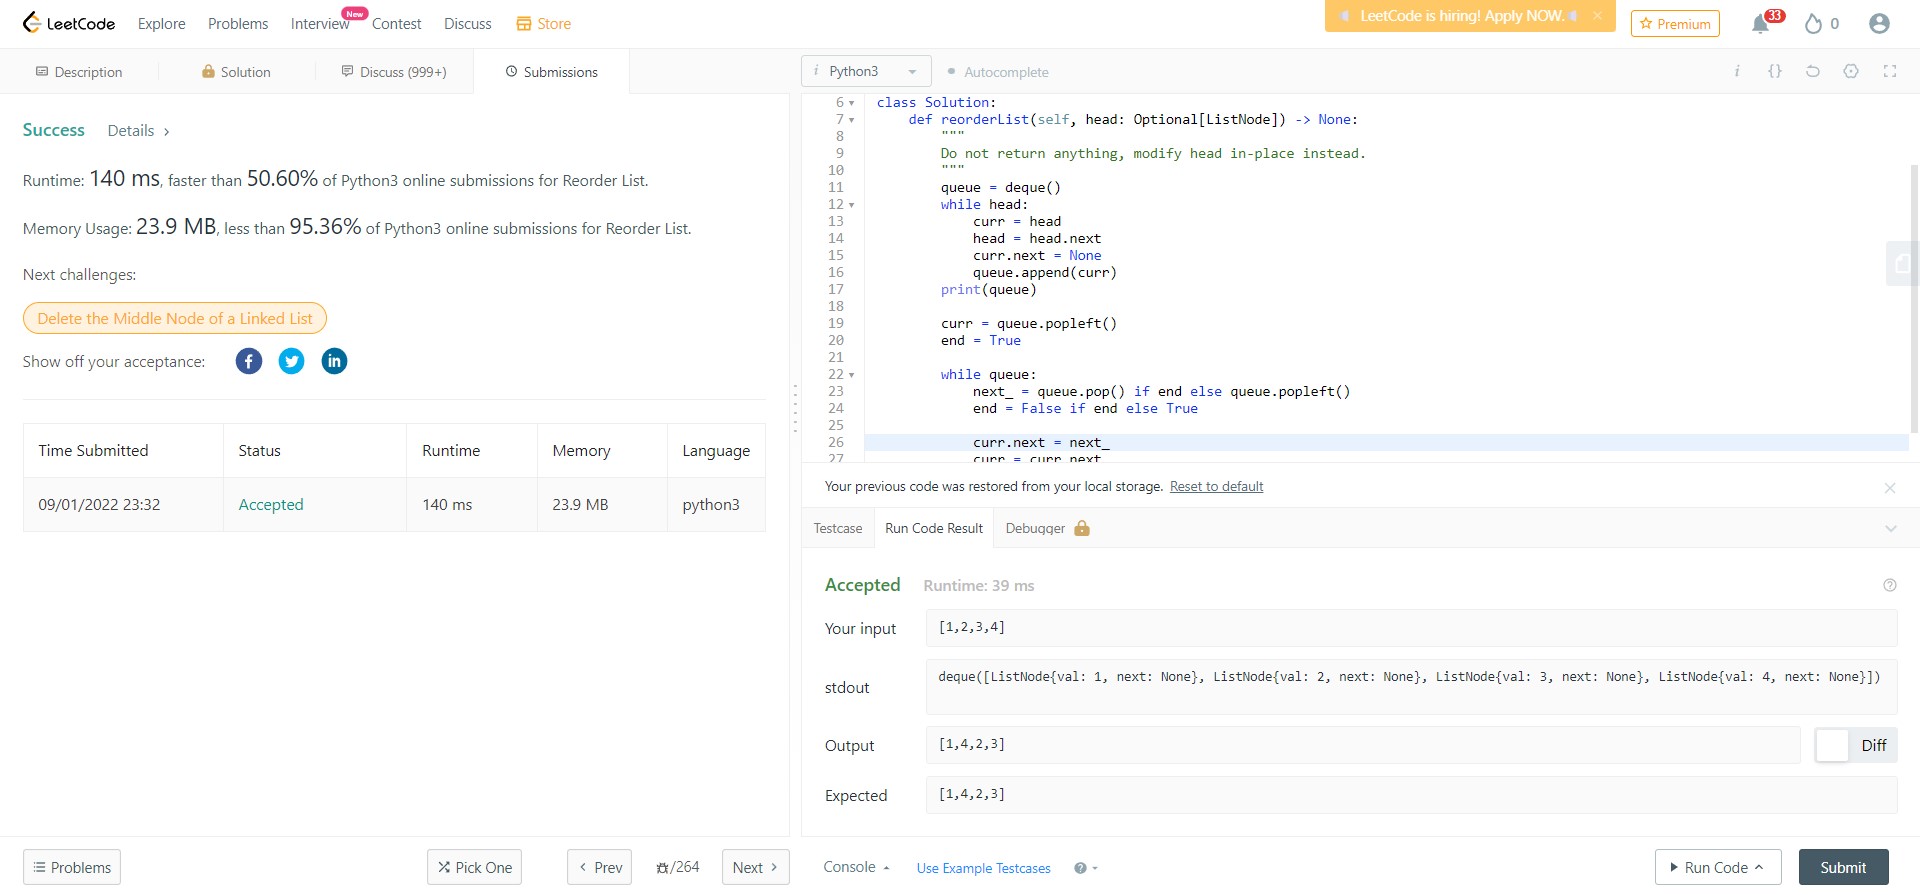 LeetCode Explore Problems Interview New Contest Discuss Store
LeetCode is hiring! Apply NOW.
Premium 33 0
Description Solution Discuss (999+) Submissions
Success Details
Runtime: 140 ms, faster than 50.60% of Python3 online submissions for Reorder List.
Memory Usage: 23.9 MB, less than 95.36% of Python3 online submissions for Reorder List.
Next challenges:
Delete the Middle Node of a Linked List
Show off your acceptance:
Time Submitted Status Runtime Memory Language
09/01/2022 23:32 Accepted 140 ms 23.9 MB python3
Problems Pick One Prev /264 Next
i Python3 Autocomplete i {}
6 class Solution:
7 def reorderList(self, head: Optional[ListNode]) -> None:
8 """
9 Do not return anything, modify head in-place instead.
10 """
11 queue = deque()
12 while head:
13 curr = head
14 head = head.next
15 curr.next = None
16 queue.append(curr)
17 print(queue)
18
19 curr = queue.popleft()
20 end = True
21
22 while queue:
23 next_ = queue.pop() if end else queue.popleft()
24 end = False if end else True
25
26 curr.next = next_
27 curr = curr.next
Your previous code was restored from your local storage. Reset to default
Testcase Run Code Result Debugger
Accepted Runtime: 39 ms
Your input [1,2,3,4]
stdout deque([ListNode{val: 1, next: None}, ListNode{val: 2, next: None}, ListNode{val: 3, next: None}, ListNode{val: 4, next: None}])
Output [1,4,2,3] Diff
Expected [1,4,2,3]
Console Use Example Testcases Run Code Submit